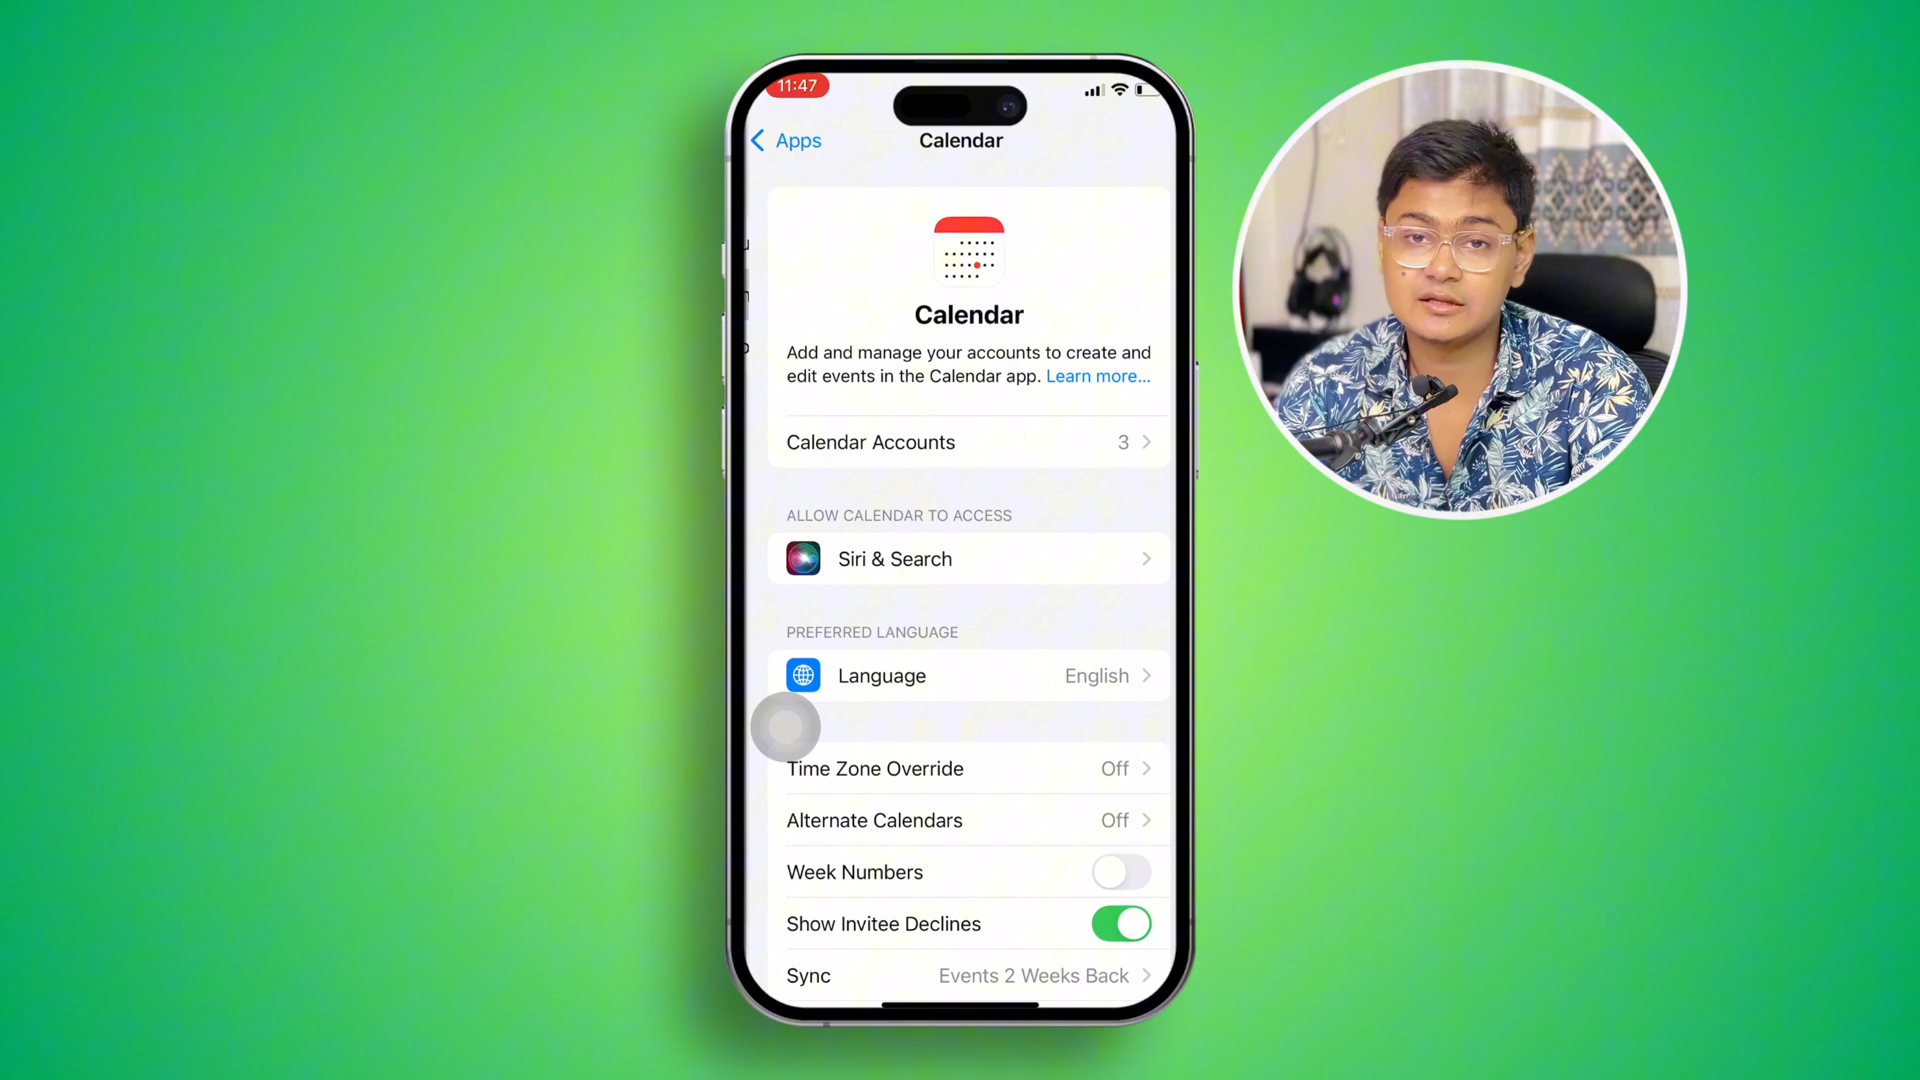 11:47
Apps
Calendar
Calendar
Add and manage your accounts to create and
edit events in the Calendar app. Learn more...
Calendar Accounts 3
ALLOW CALENDAR TO ACCESS
Siri & Search
PREFERRED LANGUAGE
Language English
Time Zone Override Off
Alternate Calendars Off
Week Numbers
Show Invitee Declines
Sync Events 2 Weeks Back